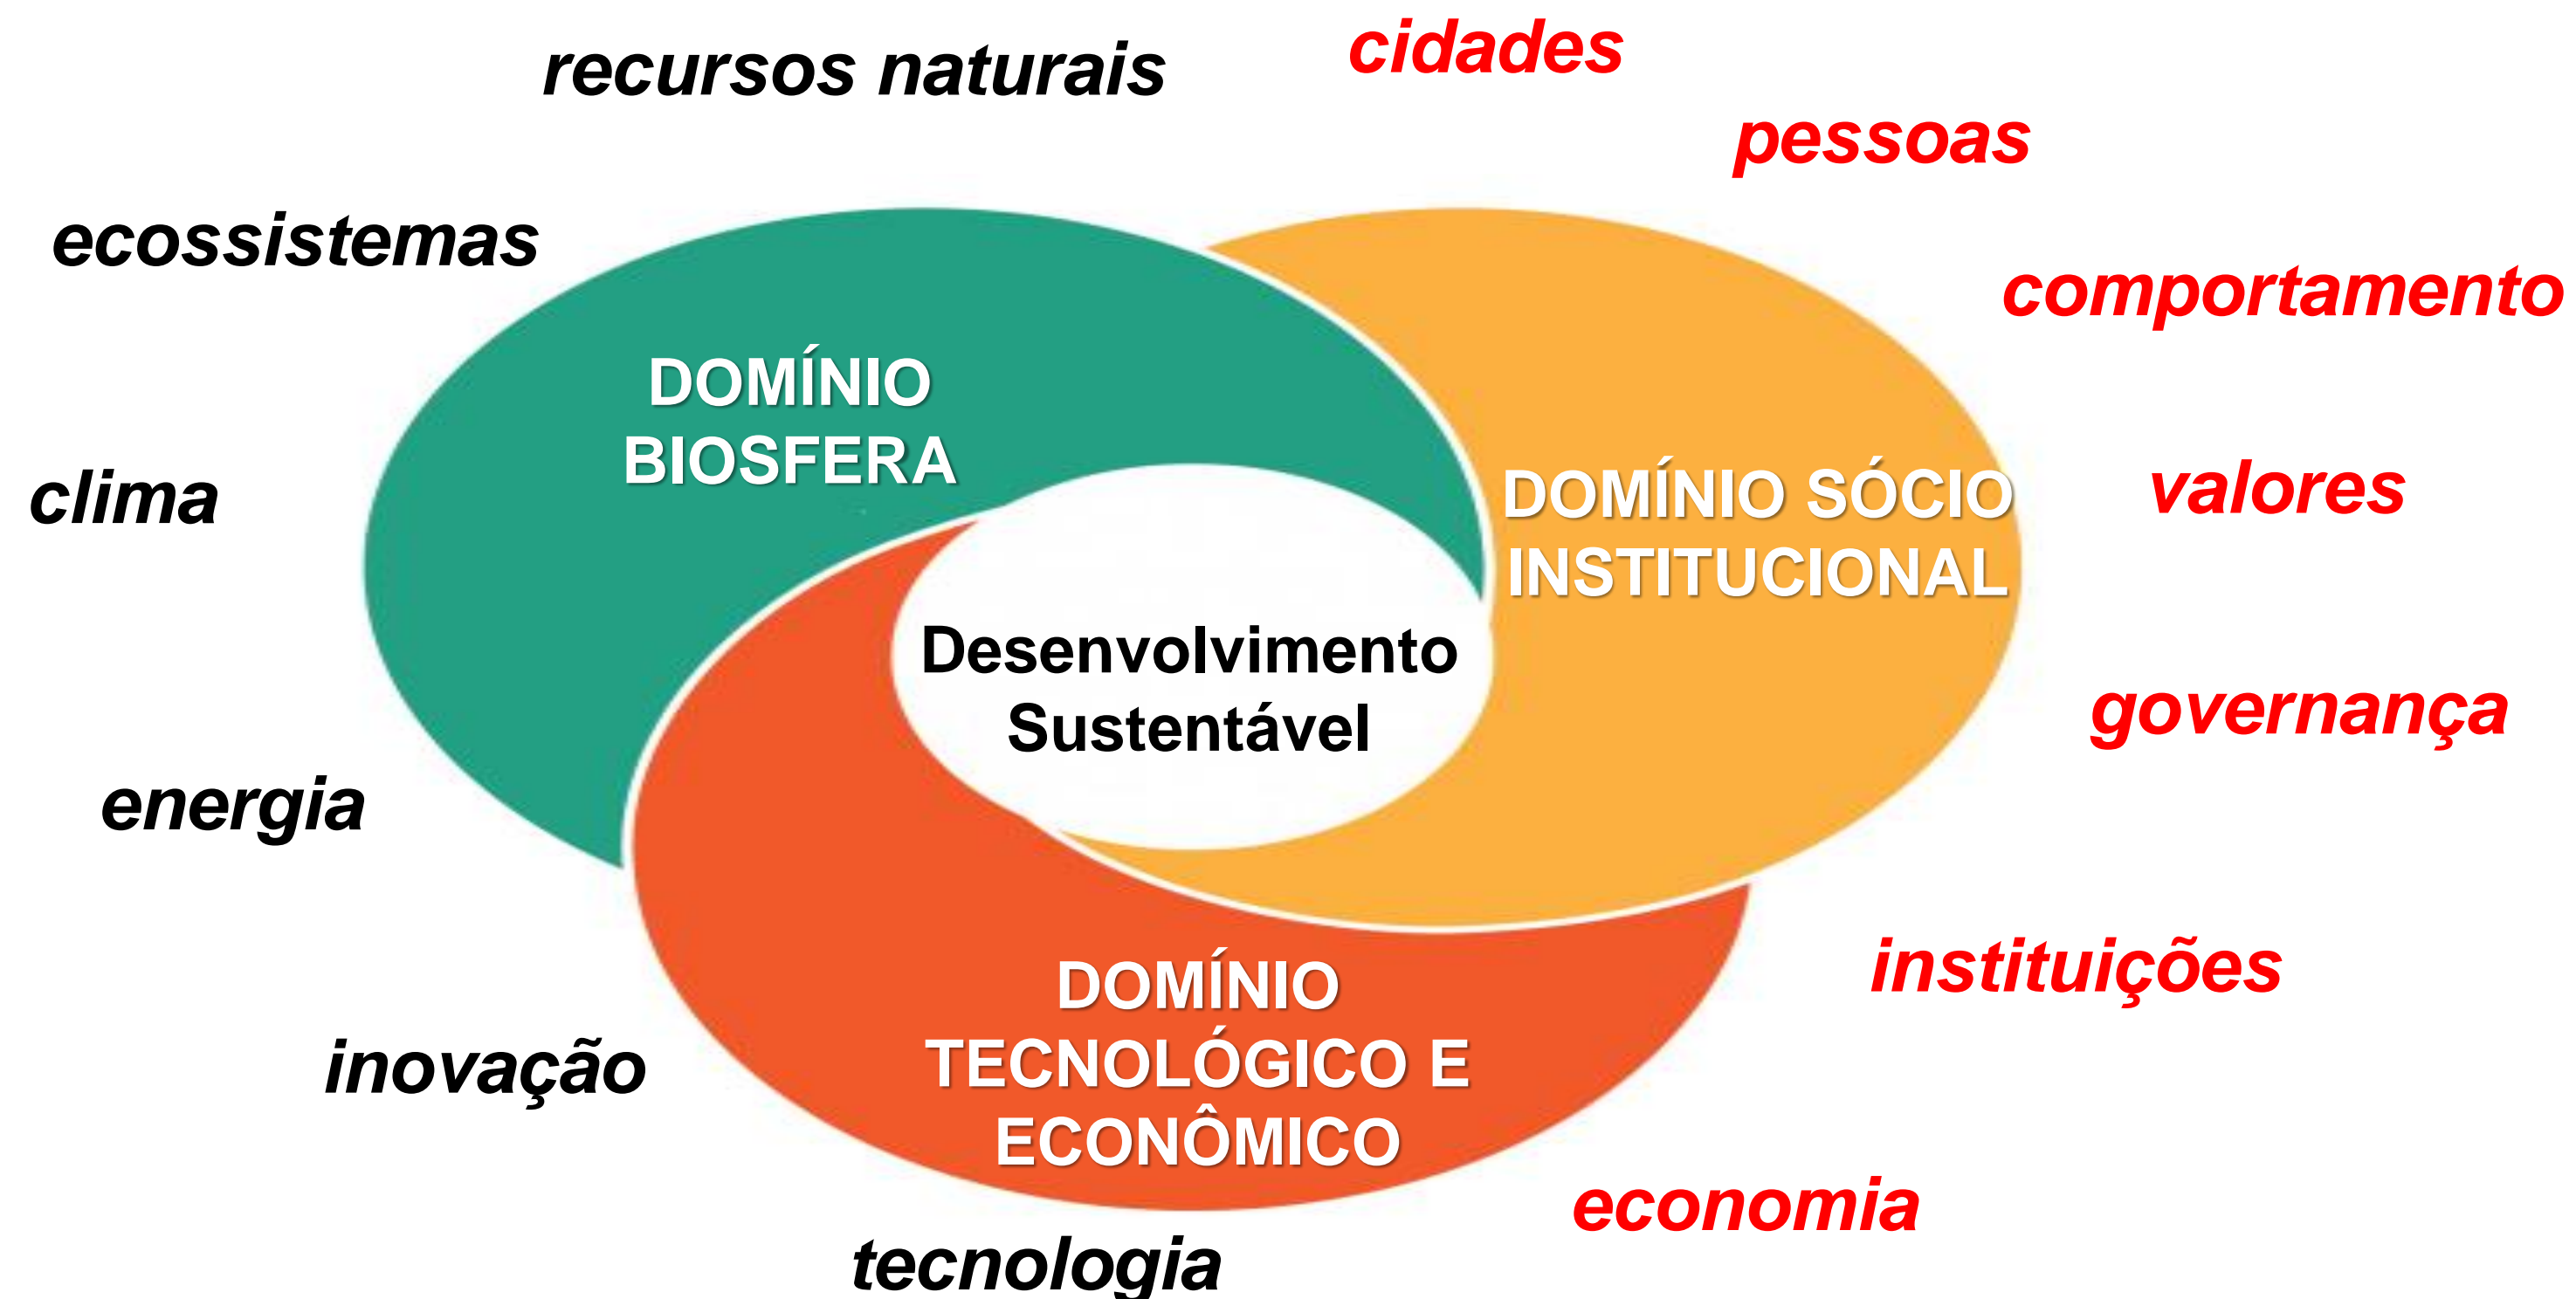 cidades
recursos naturais
pessoas
ecossistemas
comportamento
DOMÍNIO
BIOSFERA
clima
DOMÍNIO SÓCIO
INSTITUCIONAL
valores
Desenvolvimento
Sustentável
governança
energia
instituições
DOMÍNIO
TECNOLÓGICO E
ECONÔMICO
inovação
economia
tecnologia